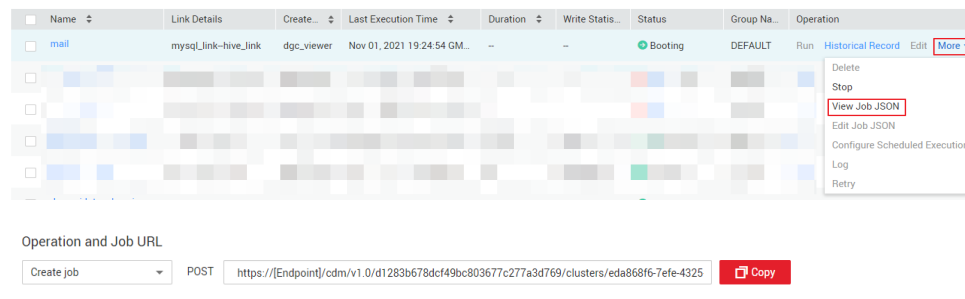 Name Link Details Create... Last Execution Time Duration Write Statis... Status Group Na... Operation
mail mysql_link--hive_link dgc_viewer Nov 01, 2021 19:24:54 GM... -- -- Booting DEFAULT Run Historical Record Edit More
Delete
Stop
View Job JSON
Edit Job JSON
Configure Scheduled Execution
Log
Retry
Operation and Job URL
Create job POST https://[Endpoint]/cdm/v1.0/d1283b678dcf49bc803677c277a3d769/clusters/eda868f6-7efe-4325 Copy